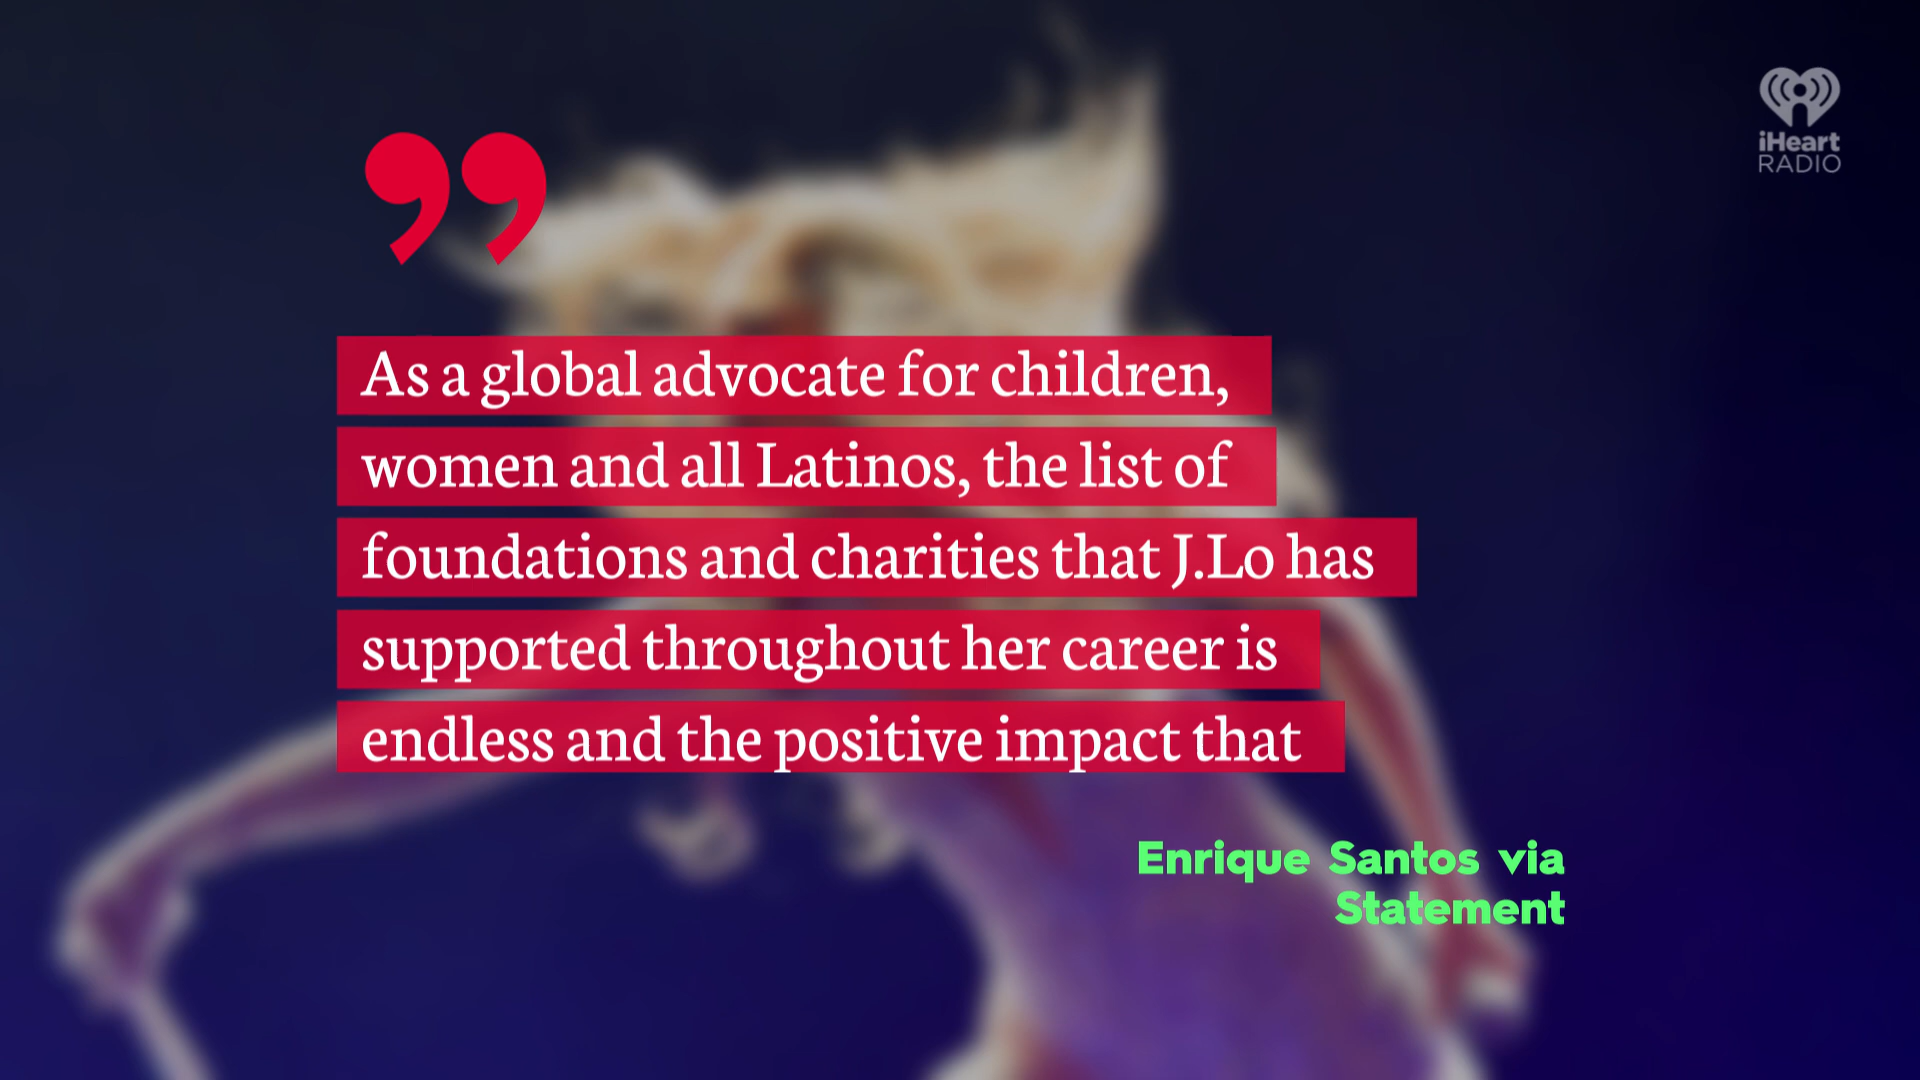 iHeart
RADIO
”
As a global advocate for children,
women and all Latinos, the list of
foundations and charities that J.Lo has
supported throughout her career is
endless and the positive impact that
Enrique Santos via
Statement